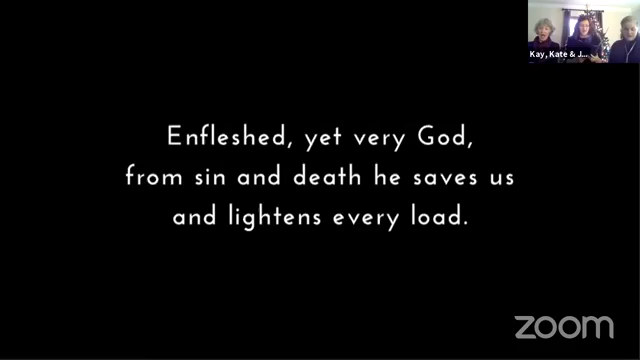 Kay, Kate & J...
Enfleshed, yet very God,
from sin and death he saves us
and lightens every load.
zoom